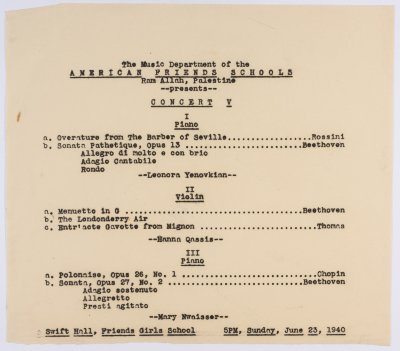 The Music Department of the
AMERICAN FRIENDS SCHOOLS
Ram Allah, Palestine
--presents--
CONCERT V
I
Piano
a. Overature from The Barber of Seville....................Rossini
b. Sonata Pathetique, Opus 13 ...........................Beethoven
Allegro di molto e con brio
Adagio Cantabile
Rondo
--Leonora Yenovkian--
II
Violin
a. Menuetto in G ........................................Beethoven
b. The Londonderry Air
c. Entr'acte Gavotte from Mignon ........................Thomas
--Hanna Qassis--
III
Piano
a. Polonaise, Opus 26, No. 1 ............................Chopin
b. Sonata, Opus 27, No. 2 ...............................Beethoven
Adagio sostenuto
Allegretto
Presti agitato
--Mary Nwaisser--
Swift Hall, Friends Girls School 5PM, Sunday, June 23, 1940